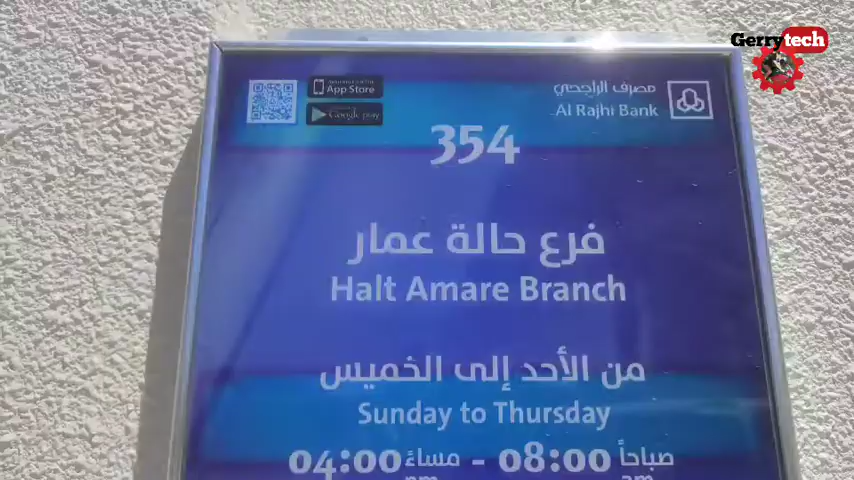 Gerrytech
App Store
Google play
مصرف الراجحي
Al Rajhi Bank
354
فرع حالة عمار
Halt Amare Branch
من الأحد إلى الخميس
Sunday to Thursday
صباحاً 08:00 - مساءً 04:00